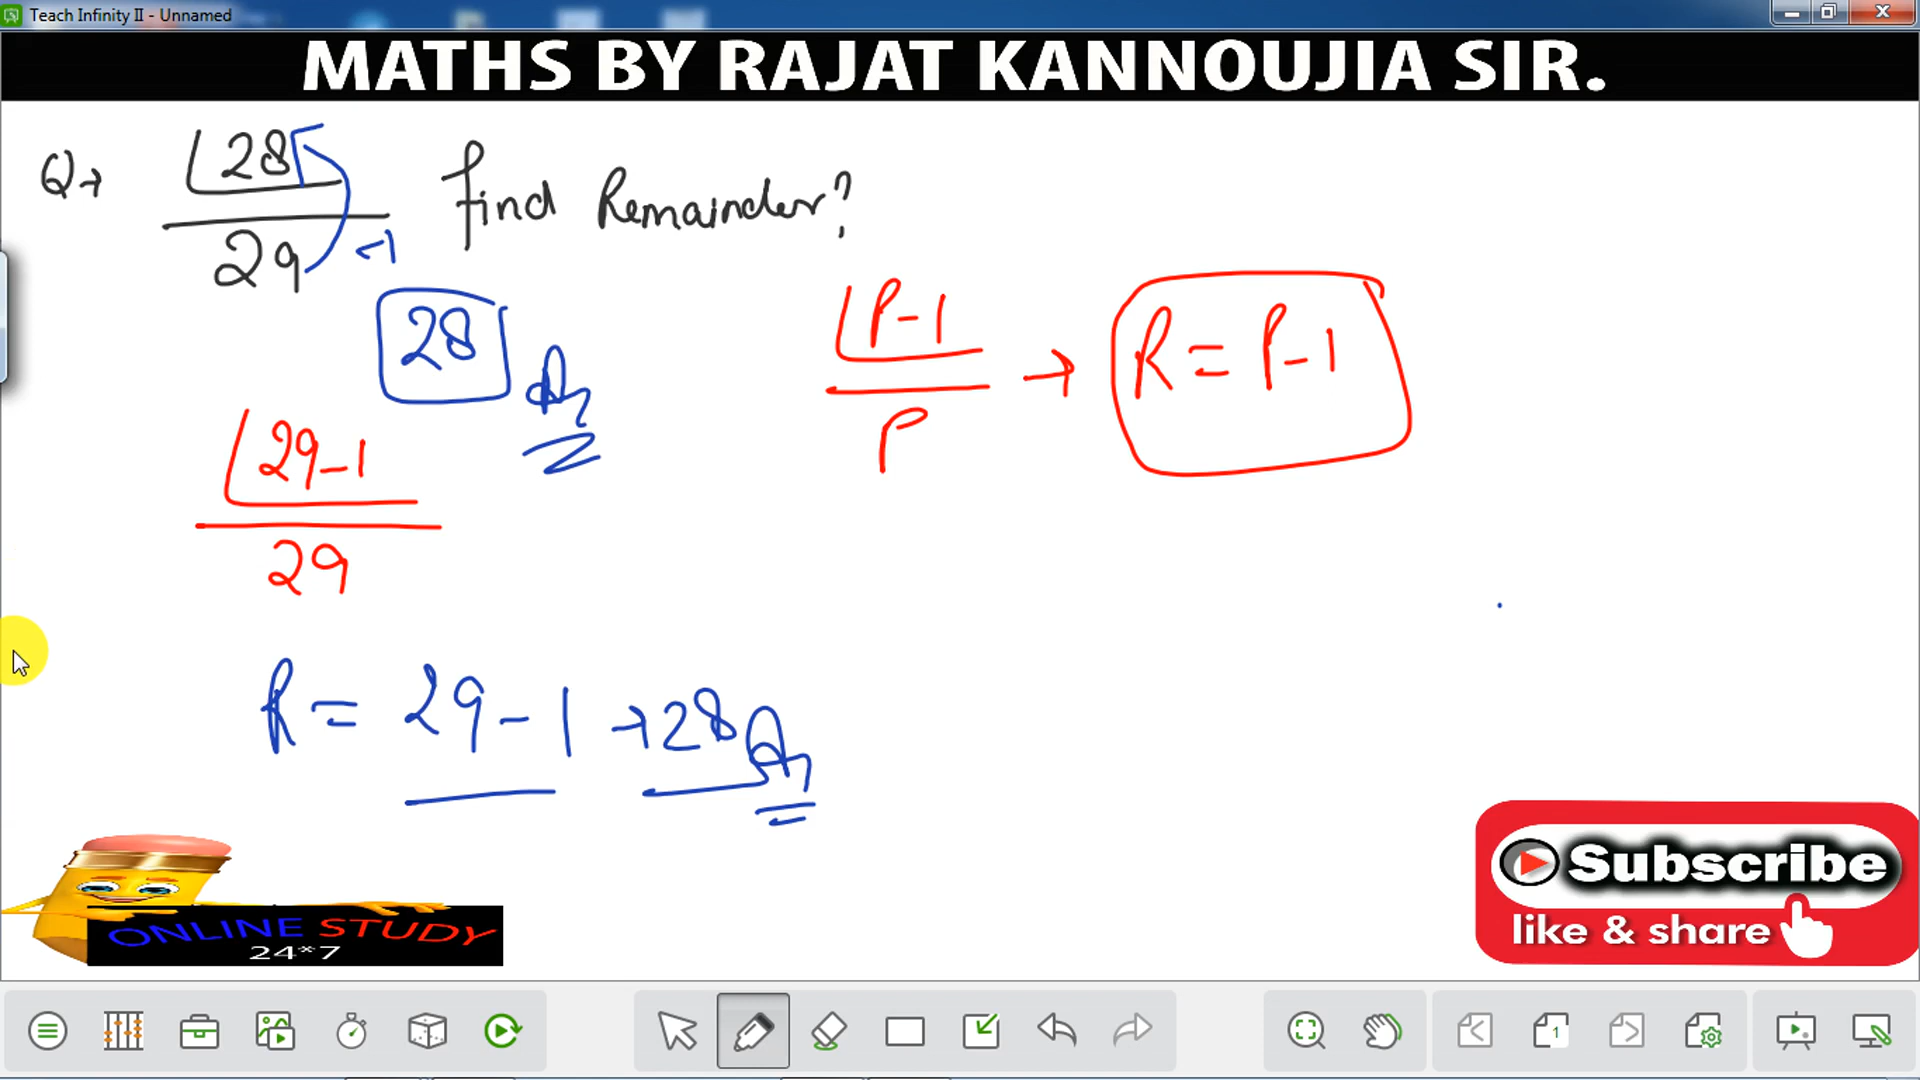 Teach Infinity II - Unnamed
MATHS BY RAJAT KANNOUJIA SIR.
Q→ |28 / 29 Find Remainder?
-1
28 Ans
|P-1 / P → R = P-1
|29-1 / 29
R = 29-1 → 28 Ans
ONLINE STUDY
24*7
Subscribe
like & share
1